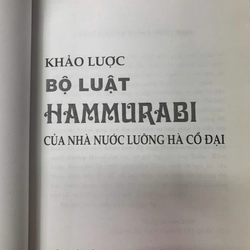 KHẢO LƯỢC
BỘ LUẬT
HAMMURABI
CỦA NHÀ NƯỚC LƯỠNG HÀ CỔ ĐẠI